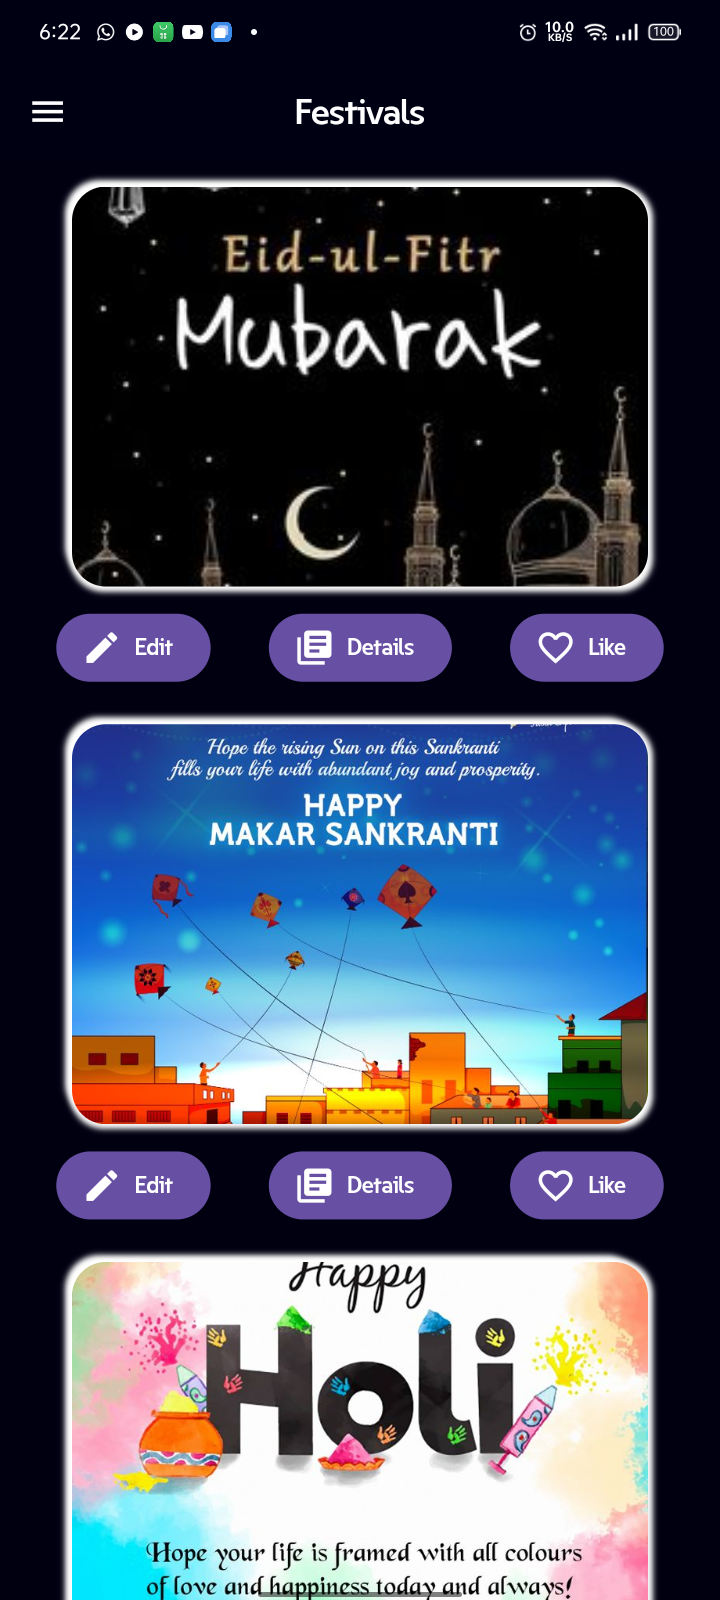 6:22
10.0
KB/S
100
Festivals
Eid-ul-Fitr
Mubarak
Edit
Details
Like
Hope the rising Sun on this Sankranti
fills your life with abundant joy and prosperity.
HAPPY
MAKAR SANKRANTI
Edit
Details
Like
Happy
Holi
Hope your life is framed with all colours
of love and happiness today and always!